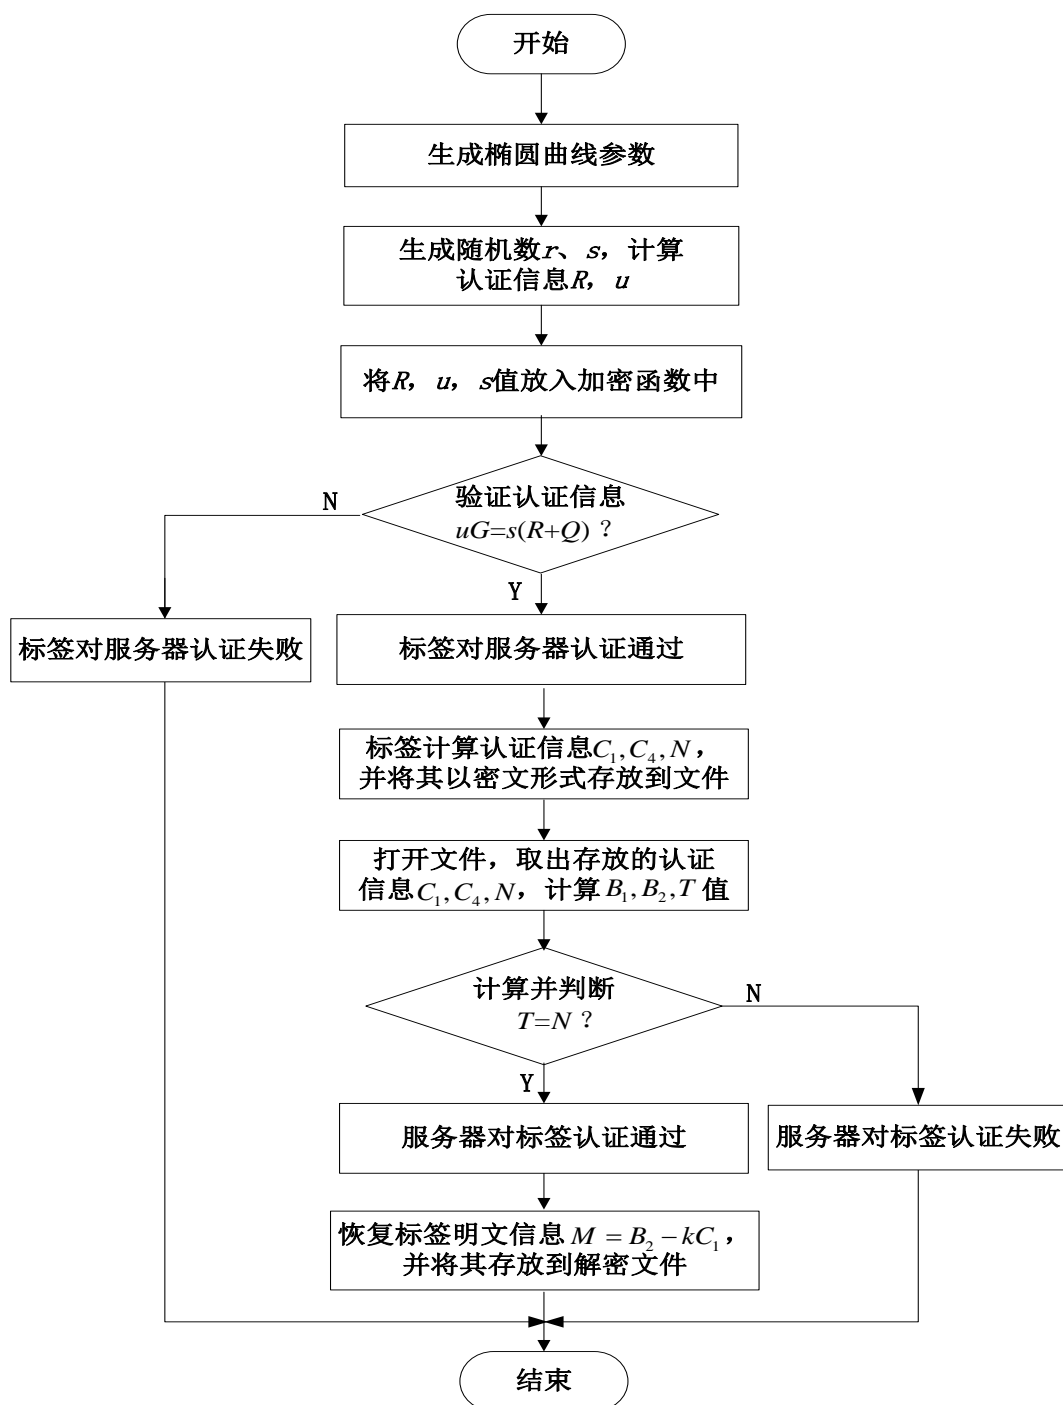 开始
生成椭圆曲线参数
生成随机数r、s，计算
认证信息R，u
将R，u，s值放入加密函数中
验证认证信息
uG=s(R+Q)？
N
Y
标签对服务器认证失败
标签对服务器认证通过
标签计算认证信息C₁,C₄,N，
并将其以密文形式存放到文件
打开文件，取出存放的认证
信息C₁,C₄,N，计算B₁,B₂,T值
计算并判断
T=N？
N
Y
服务器对标签认证通过
服务器对标签认证失败
恢复标签明文信息M=B₂-kC₁，
并将其存放到解密文件
结束